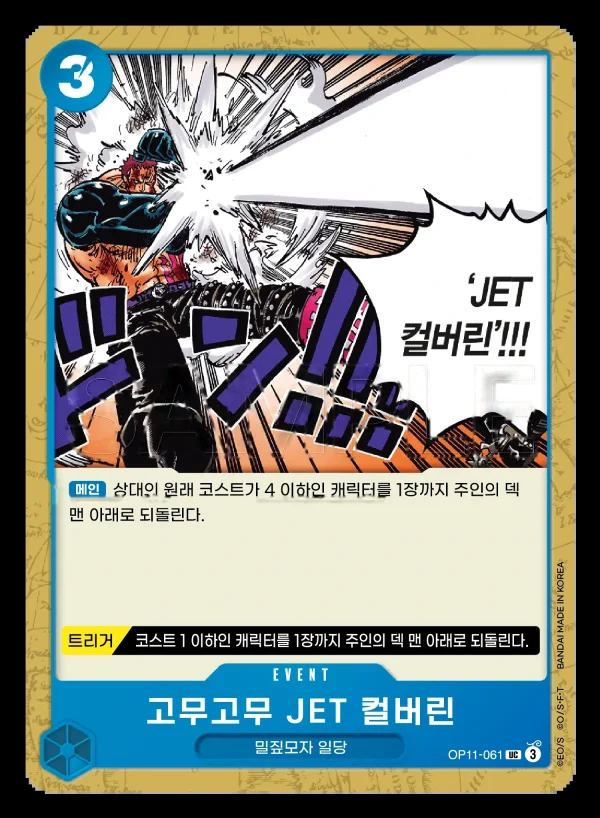 3
'JET
컬버린'!!!
ドン!!!
SAMPLE
메인 상대의 원래 코스트가 4 이하인 캐릭터를 1장까지 주인의 덱
맨 아래로 되돌린다.
트리거 코스트 1 이하인 캐릭터를 1장까지 주인의 덱 맨 아래로 되돌린다.
EVENT
고무고무 JET 컬버린
밀짚모자 일당
OP11-061 UC 3
©E.O/S ©O/S·F·T BANDAI MADE IN KOREA